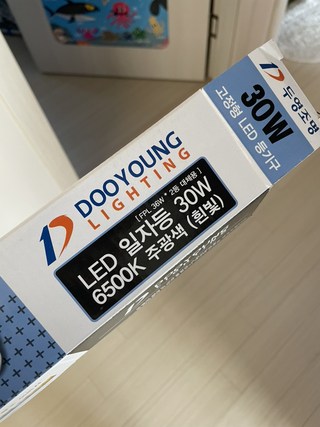 DOOYOUNG
LIGHTING
[ FPL 36W * 2등 대체용 ]
LED 일자등 30W
6500K 주광색 (흰빛)
두영조명
30W
고정형 LED 등기구